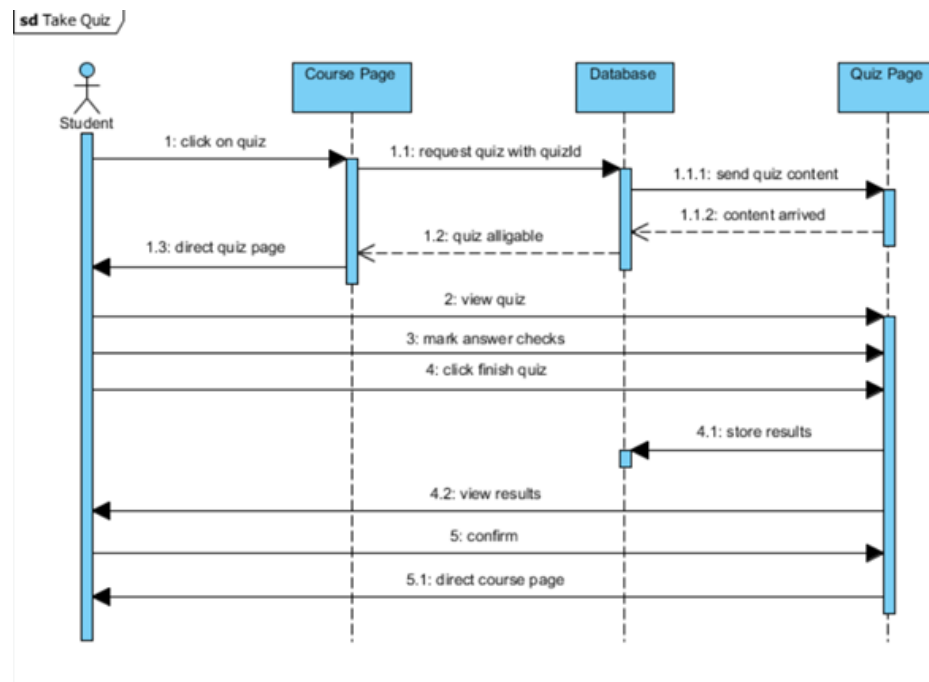 sd Take Quiz
Course Page
Database
Quiz Page
Student
1: click on quiz
1.1: request quiz with quizId
1.1.1: send quiz content
1.1.2: content arrived
1.2: quiz alligable
1.3: direct quiz page
2: view quiz
3: mark answer checks
4: click finish quiz
4.1: store results
4.2: view results
5: confirm
5.1: direct course page